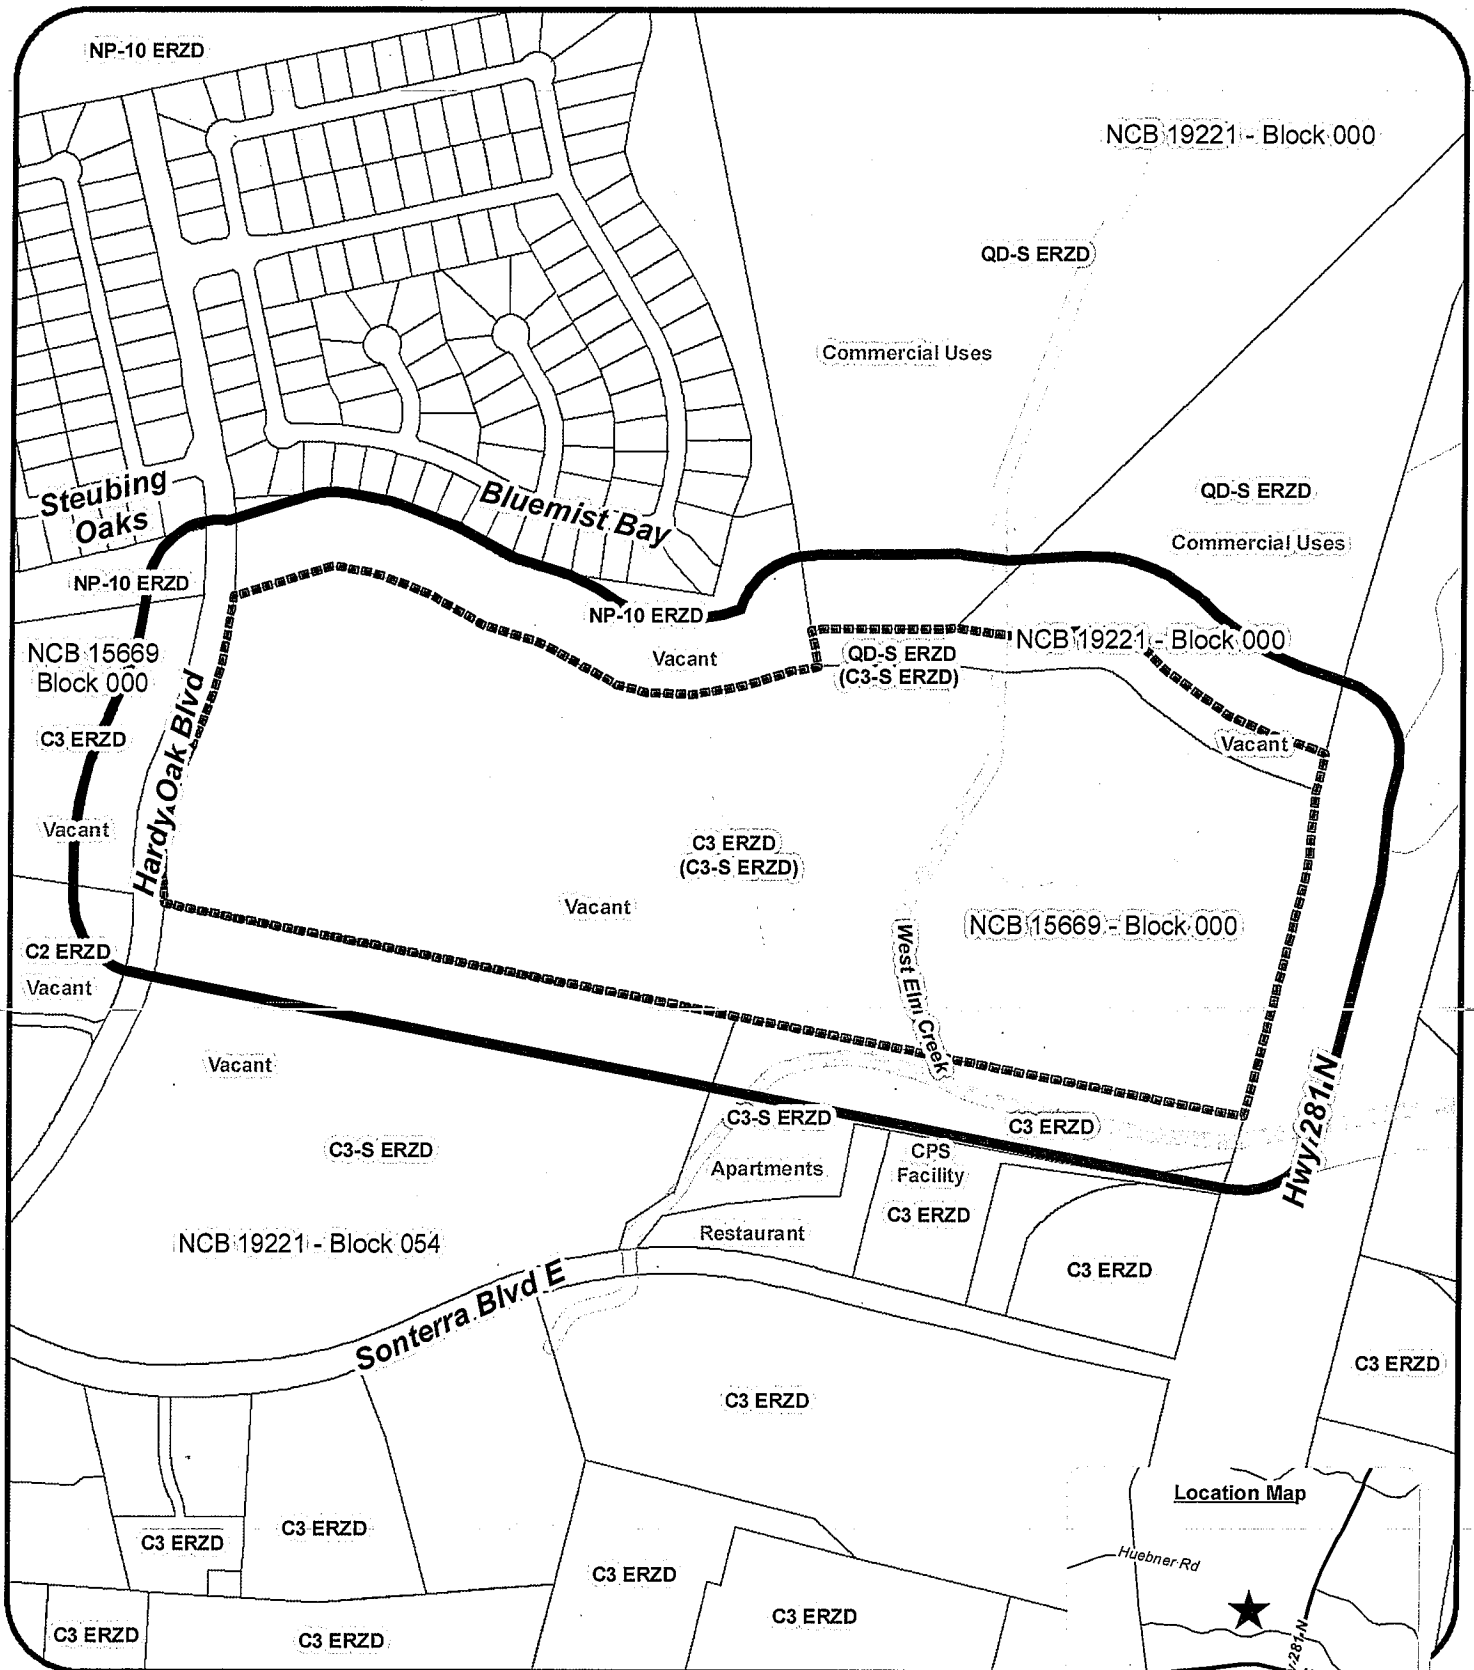 NP-10 ERZD
NCB 19221 - Block 000
QD-S ERZD
Commercial Uses
Steubing
Oaks
Bluemist Bay
QD-S ERZD
Commercial Uses
NP-10 ERZD
NP-10 ERZD
NCB 15669
Block 000
Vacant
QD-S ERZD
(C3-S ERZD)
NCB 19221 - Block 000
Hardy Oak Blvd
C3 ERZD
Vacant
Vacant
C3 ERZD
(C3-S ERZD)
Vacant
NCB 15669 - Block 000
West Elm Creek
C2 ERZD
Vacant
Vacant
C3-S ERZD
C3 ERZD
Hwy 281 N
C3-S ERZD
Apartments
CPS
Facility
C3 ERZD
Restaurant
NCB 19221 - Block 054
C3 ERZD
Sonterra Blvd E
C3 ERZD
C3 ERZD
Location Map
Huebner Rd
281 N
C3 ERZD
C3 ERZD
C3 ERZD
C3 ERZD
C3 ERZD
C3 ERZD